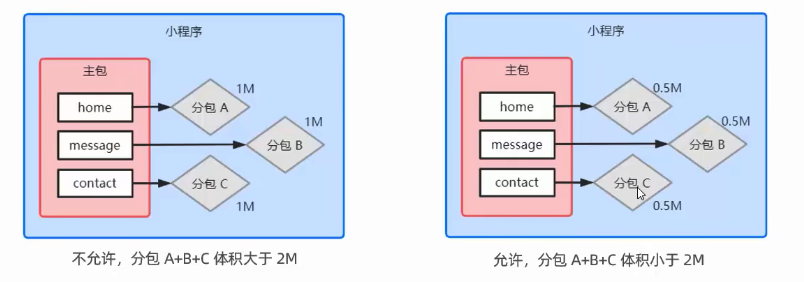 小程序
主包
home
分包 A
1M
message
分包 B
1M
contact
分包 C
1M
不允许，分包 A+B+C 体积大于 2M
小程序
主包
home
分包 A
0.5M
message
分包 B
0.5M
contact
分包 C
0.5M
允许，分包 A+B+C 体积小于 2M